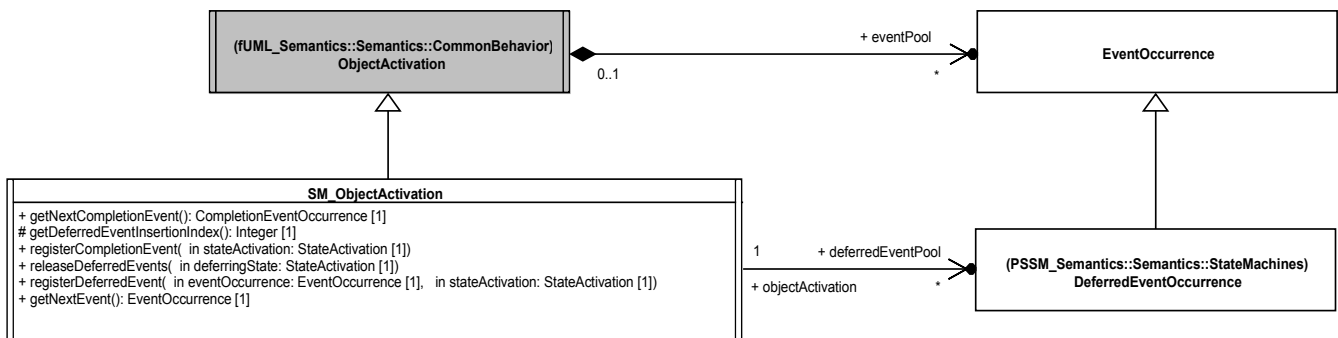 (fUML_Semantics::Semantics::CommonBehavior)
ObjectActivation
+ eventPool
0..1
*
EventOccurrence
SM_ObjectActivation
+ getNextCompletionEvent(): CompletionEventOccurrence [1]
# getDeferredEventInsertionIndex(): Integer [1]
+ registerCompletionEvent( in stateActivation: StateActivation [1])
+ releaseDeferredEvents( in deferringState: StateActivation [1])
+ registerDeferredEvent( in eventOccurrence: EventOccurrence [1], in stateActivation: StateActivation [1])
+ getNextEvent(): EventOccurrence [1]
1
+ deferredEventPool
+ objectActivation
*
(PSSM_Semantics::Semantics::StateMachines)
DeferredEventOccurrence